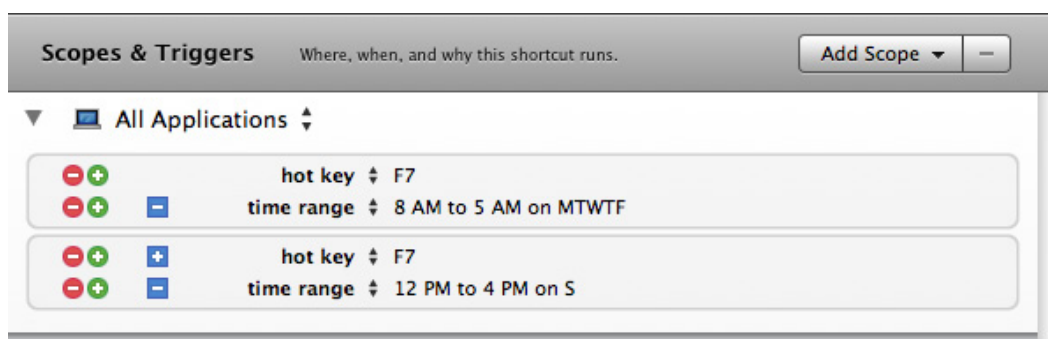 Scopes & Triggers Where, when, and why this shortcut runs. Add Scope
All Applications
hot key F7
time range 8 AM to 5 AM on MTWTF
hot key F7
time range 12 PM to 4 PM on S